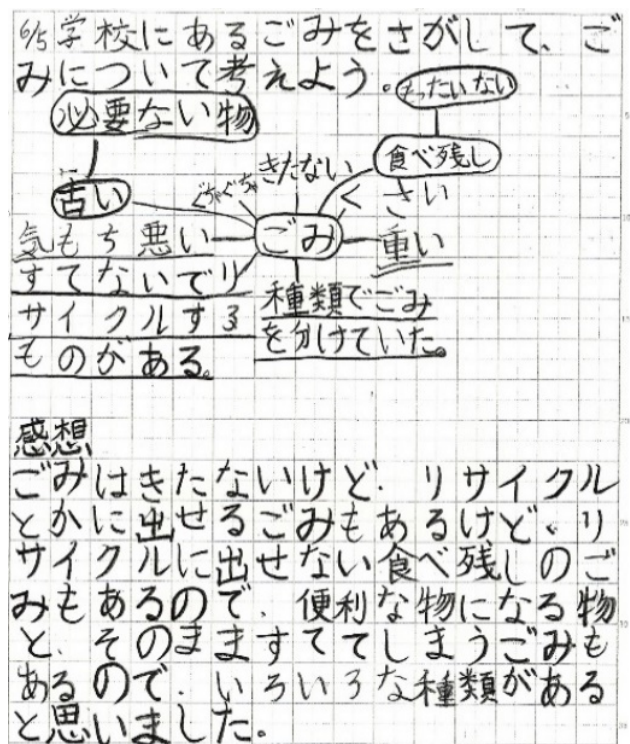 6/5 学校にあるごみをさがして、ご
みについて考えよう。
もったいない
必要ない物
食べ残し
きたない
ぐちゃぐちゃ
くさい
古い
ごみ
気もち悪い
重い
すてないでリ
サイクルする
ものがある。
種類でごみ
を分けていた。
感想
ごみはきたないけど、リサイクル
とかに出せるごみもあるけど、リ
サイクルに出せない食べ残しのご
みもあるので、便利な物になる物
と、そのまますててしまうごみも
あるので、いろいろな種類がある
と思いました。